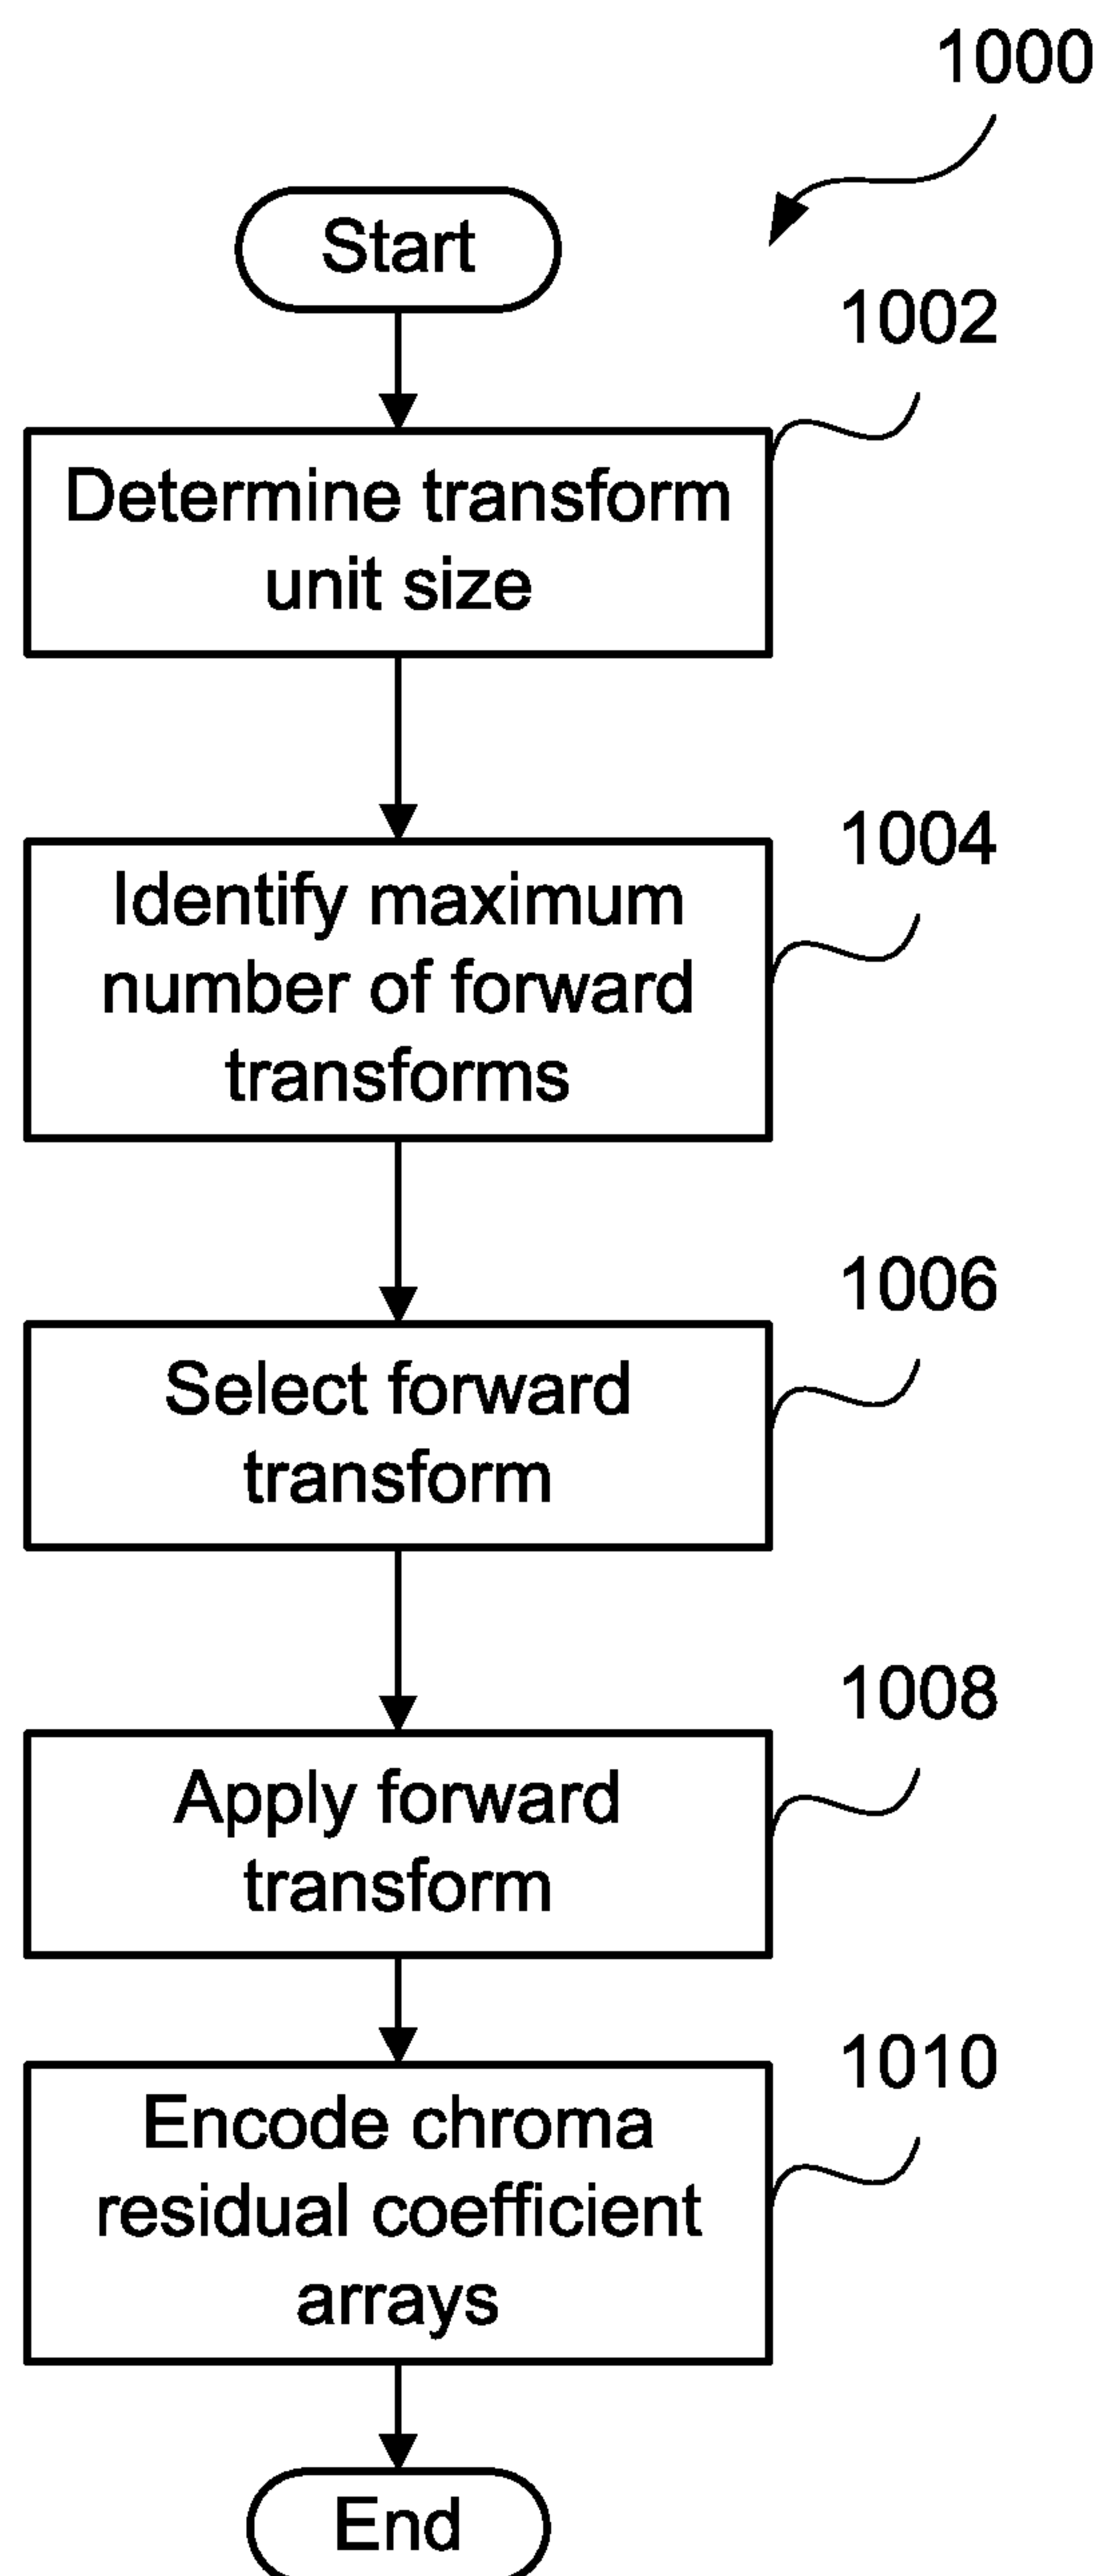 1000
Start
1002
Determine transform
unit size
1004
Identify maximum
number of forward
transforms
1006
Select forward
transform
1008
Apply forward
transform
1010
Encode chroma
residual coefficient
arrays
End